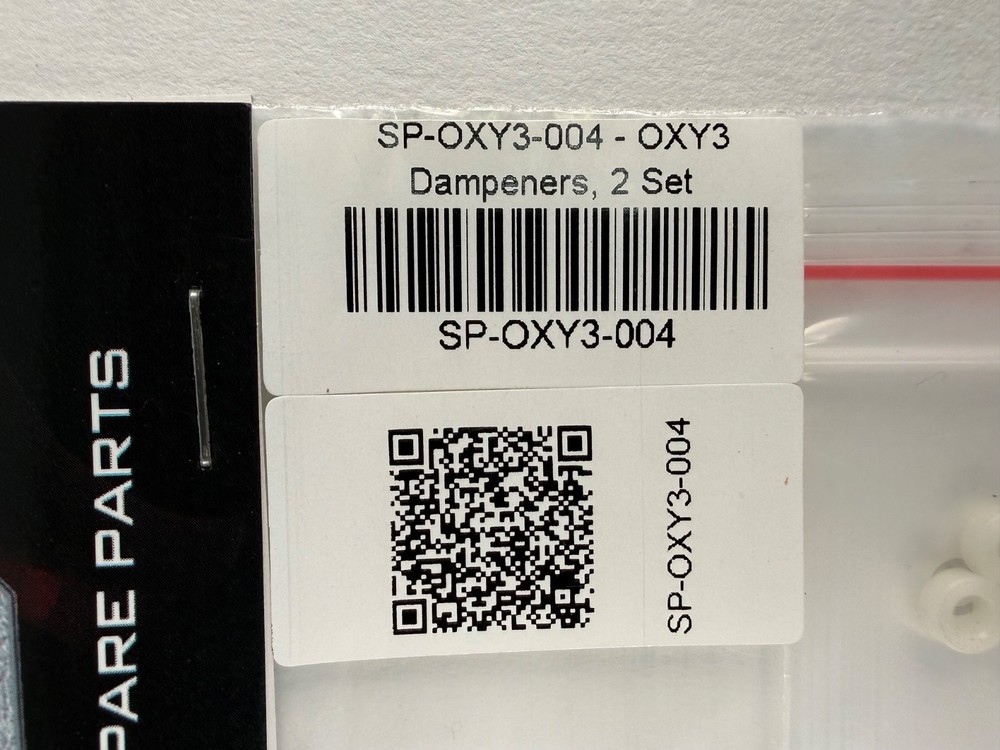 SP-OXY3-004 - OXY3
Dampeners, 2 Set
SP-OXY3-004
SP-OXY3-004
PARE PARTS